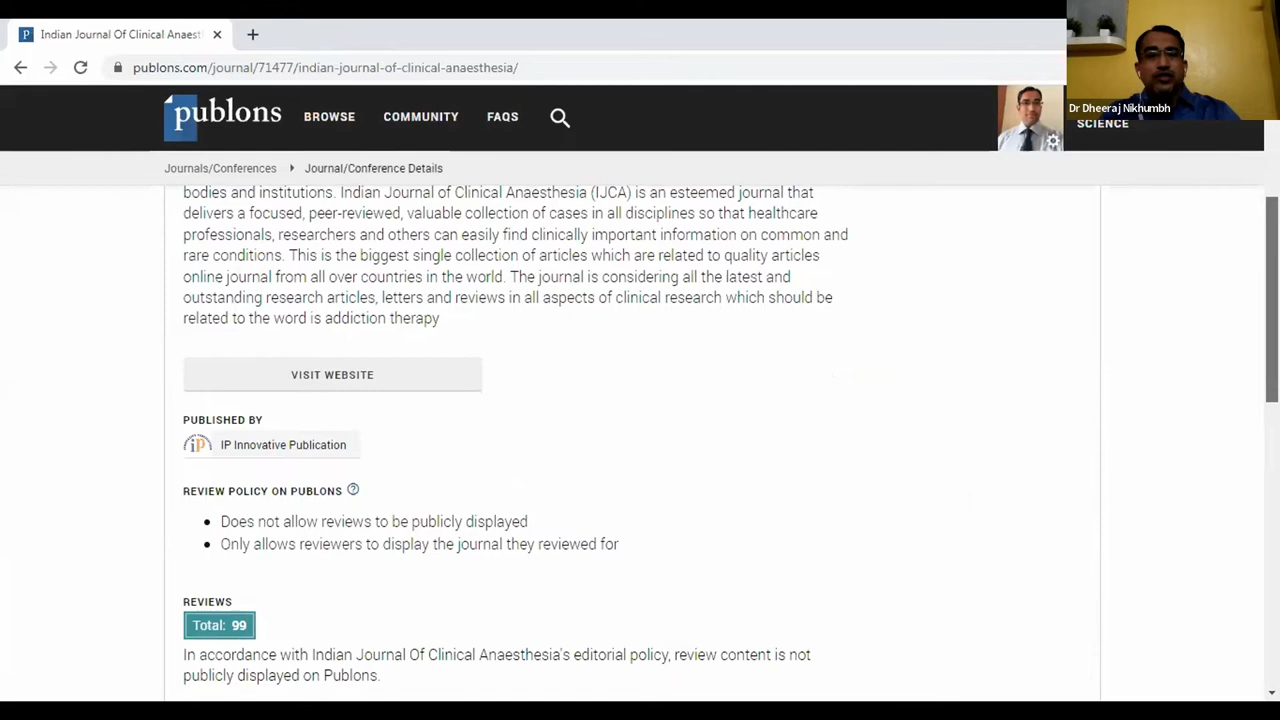 Indian Journal Of Clinical Anaest
publons.com/journal/71477/indian-journal-of-clinical-anaesthesia/
Dr Dheeraj Nikhumbh
publons BROWSE COMMUNITY FAQS
SCIENCE
Journals/Conferences Journal/Conference Details
bodies and institutions. Indian Journal of Clinical Anaesthesia (IJCA) is an esteemed journal that
delivers a focused, peer-reviewed, valuable collection of cases in all disciplines so that healthcare
professionals, researchers and others can easily find clinically important information on common and
rare conditions. This is the biggest single collection of articles which are related to quality articles
online journal from all over countries in the world. The journal is considering all the latest and
outstanding research articles, letters and reviews in all aspects of clinical research which should be
related to the word is addiction therapy
VISIT WEBSITE
PUBLISHED BY
ip IP Innovative Publication
REVIEW POLICY ON PUBLONS ?
Does not allow reviews to be publicly displayed
Only allows reviewers to display the journal they reviewed for
REVIEWS
Total: 99
In accordance with Indian Journal Of Clinical Anaesthesia's editorial policy, review content is not
publicly displayed on Publons.